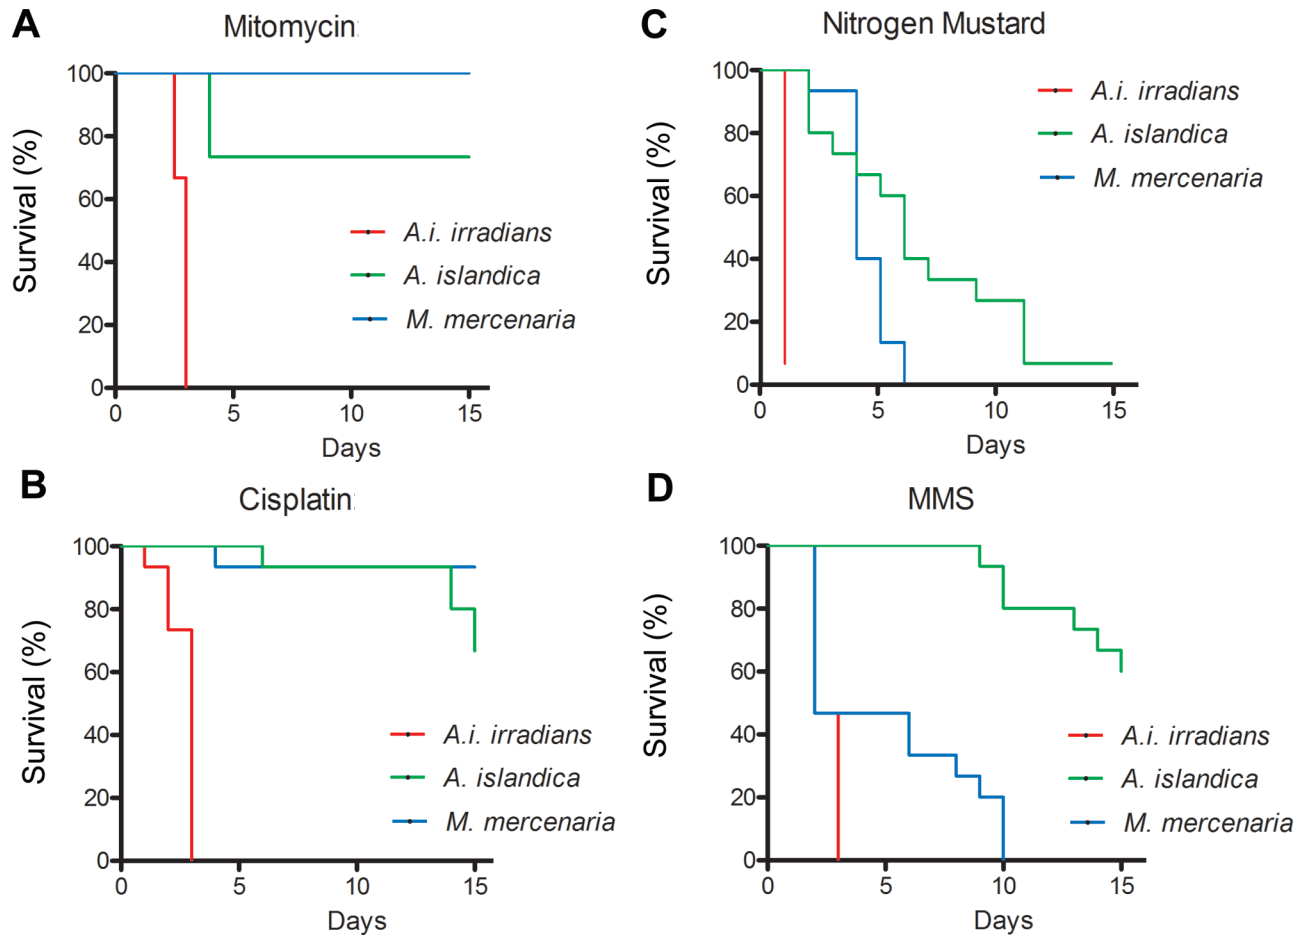 A
Mitomycin:
Survival (%)
100
80
60
40
20
0
0 5 10 15
Days
A.i. irradians
A. islandica
M. mercenaria
C
Nitrogen Mustard
Survival (%)
100
80
60
40
20
0
0 5 10 15
Days
A.i. irradians
A. islandica
M. mercenaria
B
Cisplatin:
Survival (%)
100
80
60
40
20
0
0 5 10 15
Days
A.i. irradians
A. islandica
M. mercenaria
D
MMS
Survival (%)
100
80
60
40
20
0
0 5 10 15
Days
A.i. irradians
A. islandica
M. mercenaria